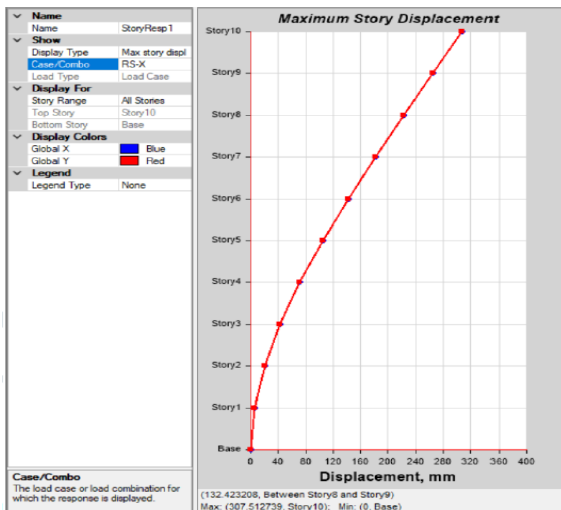 Name
Name StoryResp1
Show
Display Type Max story displ
Case/Combo RS-X
Load Type Load Case
Display For
Story Range All Stories
Top Story Story10
Bottom Story Base
Display Colors
Global X Blue
Global Y Red
Legend
Legend Type None
Case/Combo
The load case or load combination for
which the response is displayed.
Maximum Story Displacement
Story10
Story9
Story8
Story7
Story6
Story5
Story4
Story3
Story2
Story1
Base
0 40 80 120 160 200 240 280 320 360 400
Displacement, mm
(132.423208, Between Story8 and Story9)
Max: (307.512739, Story10); Min: (0, Base)